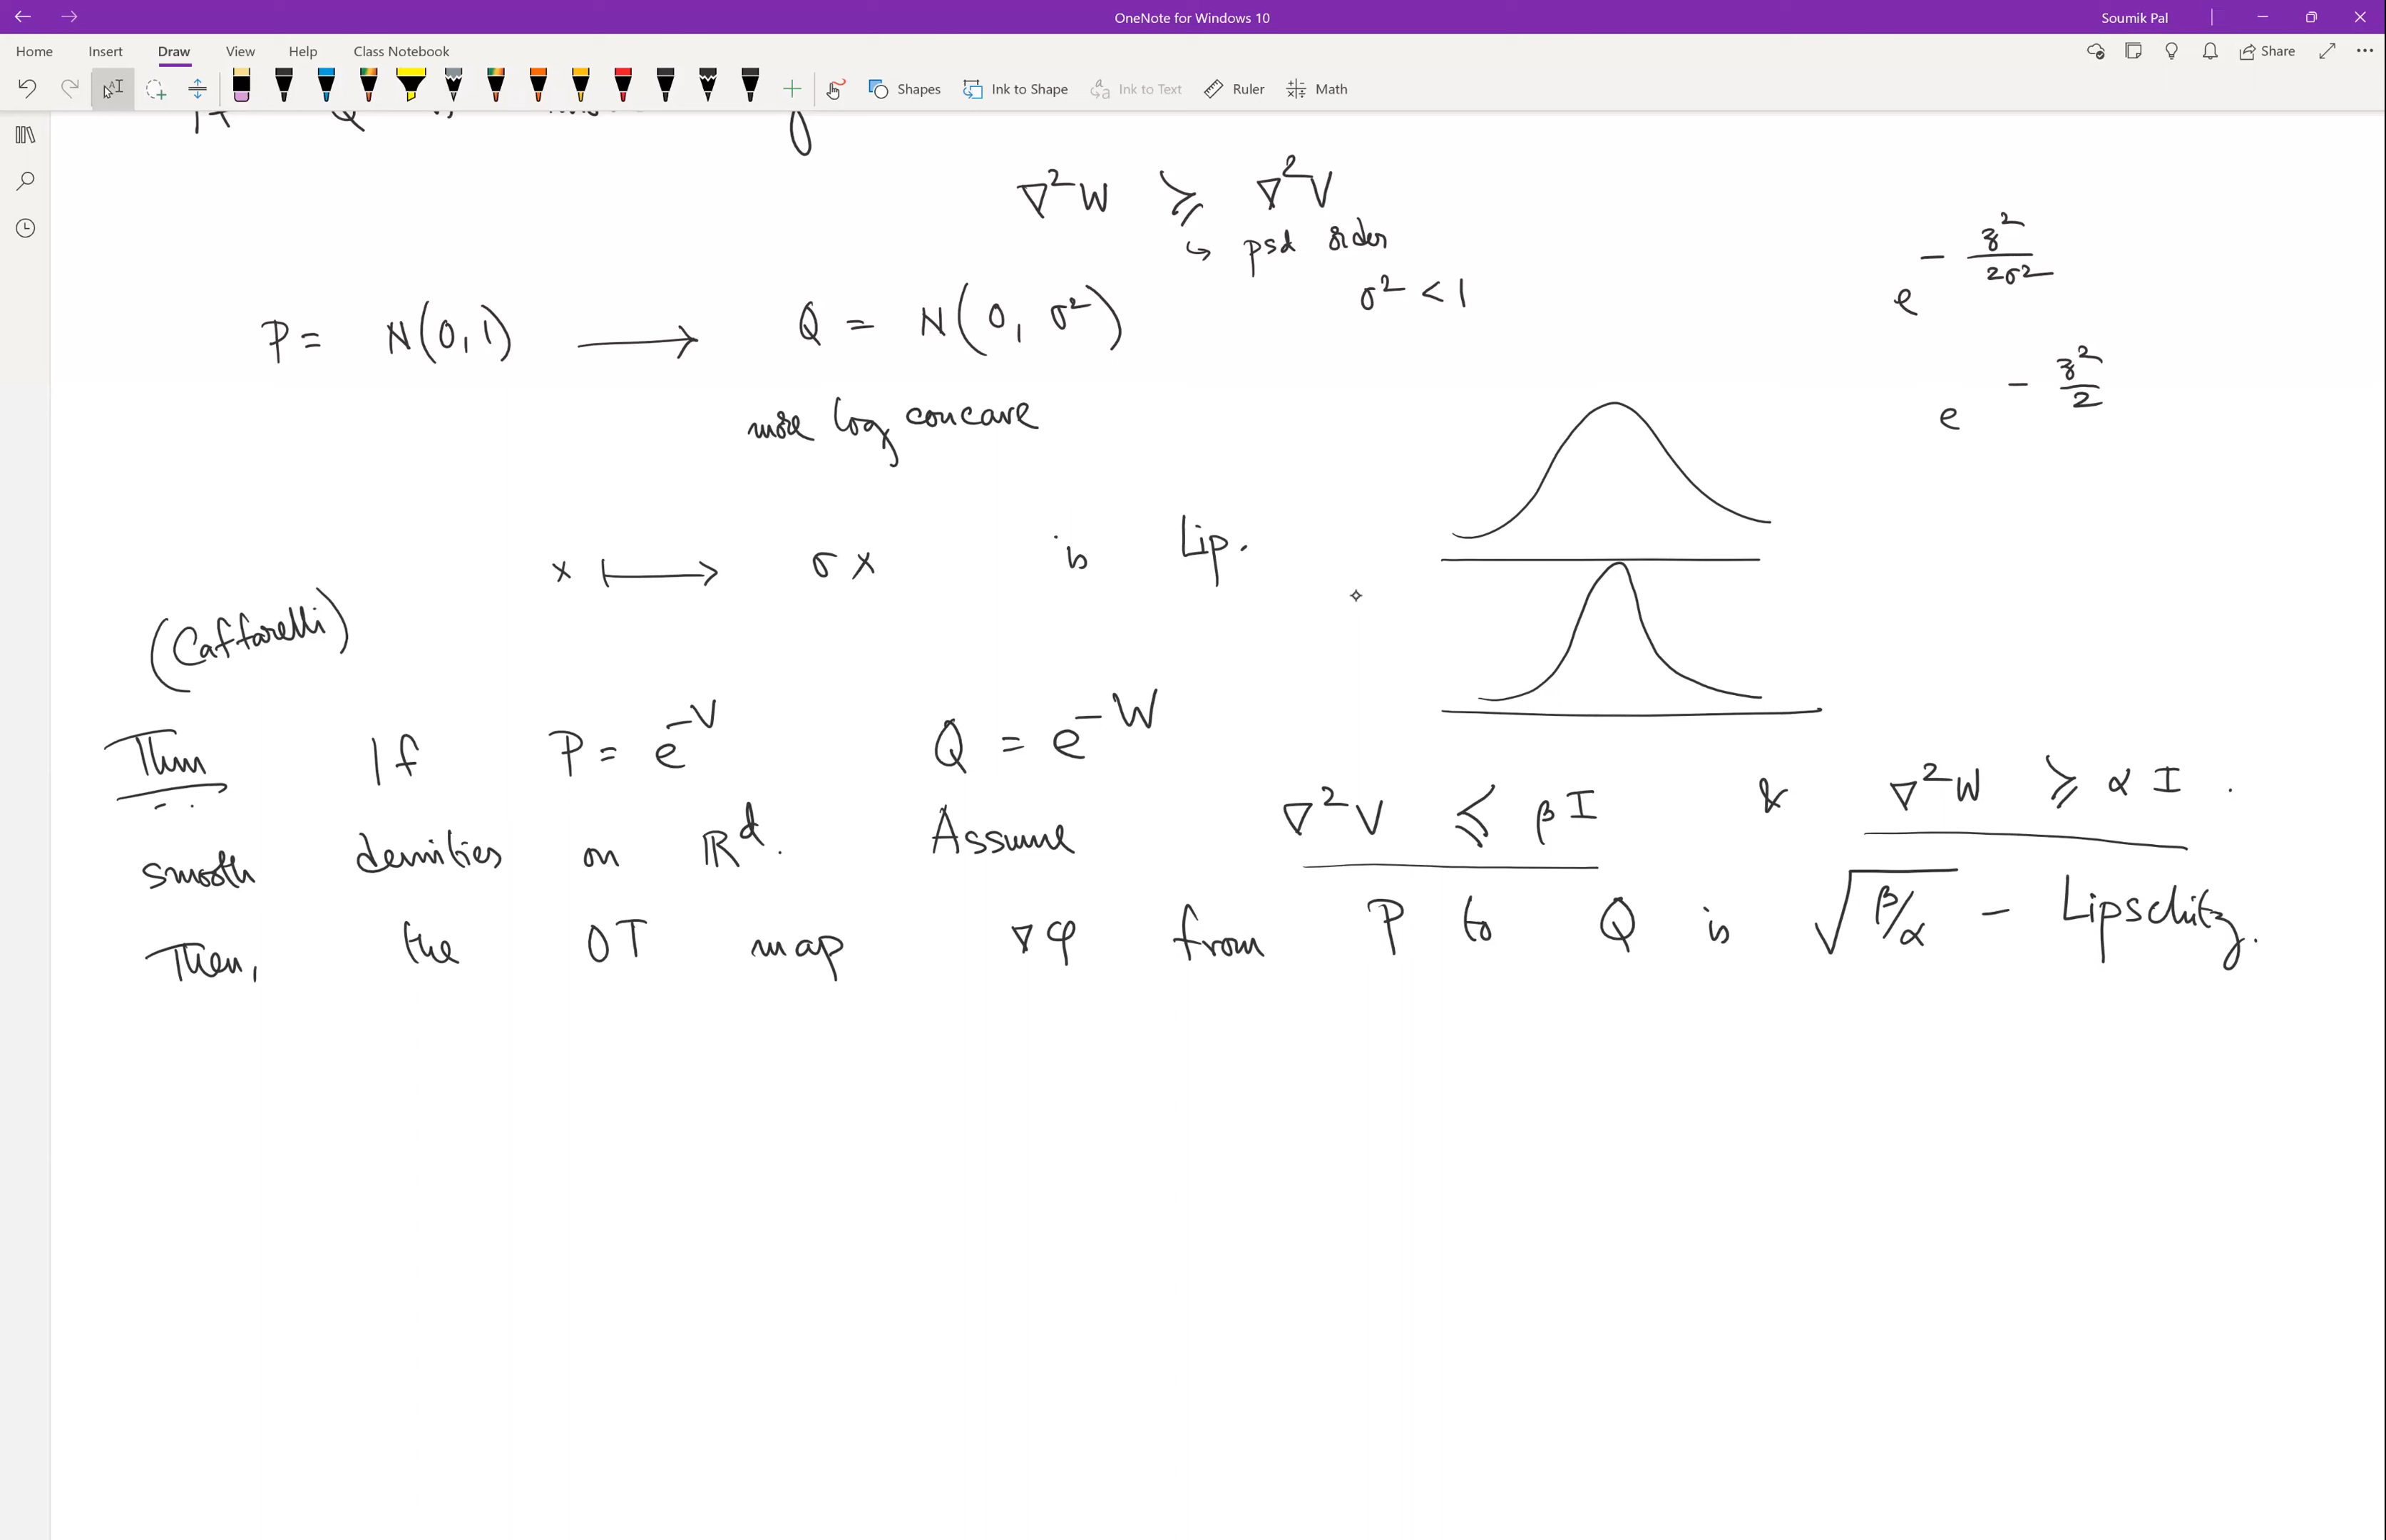 OneNote for Windows 10
Soumik Pal
Home Insert Draw View Help Class Notebook
Share
Shapes Ink to Shape Ink to Text Ruler Math
∇²W ≽ ∇²V
↪ psd order
P = N(0,1) ⟶ Q = N(0, σ²) σ² < 1
more log concave
e^{-z²/2σ²}
e^{-z²/2}
x ⟼ σx is Lip.
(Caffarelli)
Thm If P = e^{-V} Q = e^{-W}
smooth densities on ℝ^d. Assume ∇²V ≼ βI & ∇²W ≽ αI.
Then, the OT map ∇φ from P to Q is √(β/α) - Lipschitz.